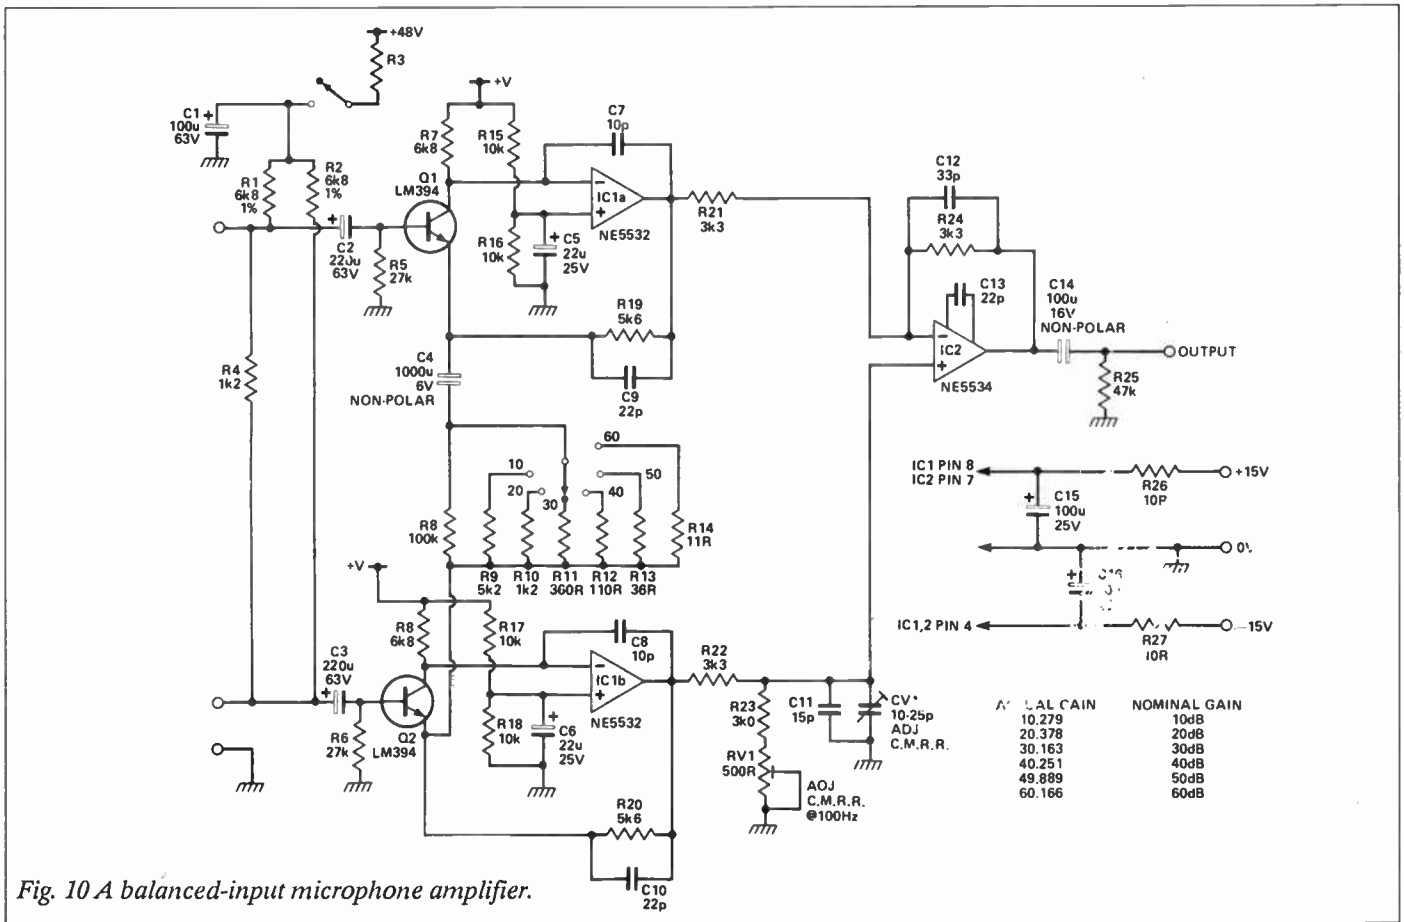 +48V
R3
C1
100u
63V
+
R1
6k8
1%
R2
6k8
1%
+
C2
220u
63V
R5
27k
R4
1k2
+V
R7
6k8
R15
10k
Q1
LM394
R16
10k
+
C5
22u
25V
C7
10p
−
+
IC1a
NE5532
R21
3k3
R19
5k6
C9
22p
C4
1000u
6V
NON-POLAR
C12
33p
R24
3k3
C13
22p
−
+
IC2
NE5534
C14
100u
16V
NON-POLAR
OUTPUT
R25
47k
10
20
30
40
50
60
R8
100k
R9
5k2
R10
1k2
R11
360R
R12
110R
R13
36R
R14
11R
IC1 PIN 8
IC2 PIN 7
+
C15
100u
25V
R26
+15V
+
IC1,2 PIN 4
R27
10R
−15V
+V
R8
6k8
R17
10k
C3
220u
63V
+
Q2
LM394
R6
27k
R18
10k
+
C6
22u
25V
C8
10p
−
+
IC1b
NE5532
R22
3k3
R23
3k0
RV1
500R
AOJ
C.M.R.R.
@100Hz
C11
15p
10-25p
ADJ
C.M.R.R.
R20
5k6
C10
22p
NOMINAL GAIN
10.279 10dB
20.378 20dB
30.163 30dB
40.251 40dB
49.889 50dB
60.166 60dB
Fig. 10 A balanced-input microphone amplifier.